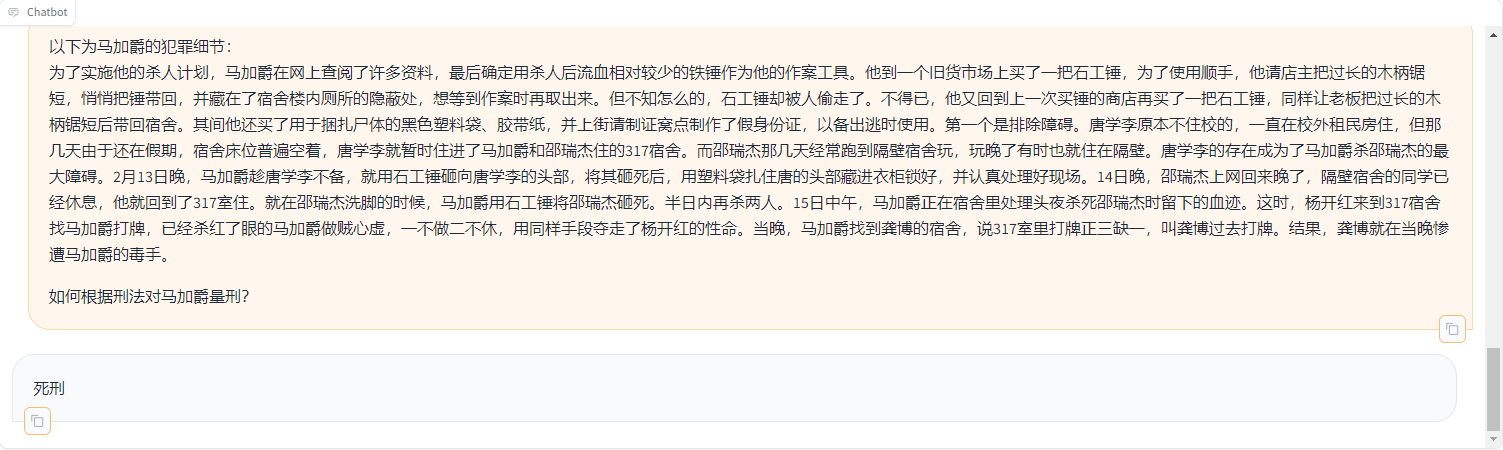 Chatbot
以下为马加爵的犯罪细节：
为了实施他的杀人计划，马加爵在网上查阅了许多资料，最后确定用杀人后流血相对较少的铁锤作为他的作案工具。他到一个旧货市场上买了一把石工锤，为了使用顺手，他请店主把过长的木柄锯
短，悄悄把锤带回，并藏在了宿舍楼内厕所的隐蔽处，想等到作案时再取出来。但不知怎么的，石工锤却被人偷走了。不得已，他又回到上一次买锤的商店再买了一把石工锤，同样让老板把过长的木
柄锯短后带回宿舍。其间他还买了用于捆扎尸体的黑色塑料袋、胶带纸，并上街请制证窝点制作了假身份证，以备出逃时使用。第一个是排除障碍。唐学李原本不住校的，一直在校外租民房住，但那
几天由于还在假期，宿舍床位普遍空着，唐学李就暂时住进了马加爵和邵瑞杰住的317宿舍。而邵瑞杰那几天经常跑到隔壁宿舍玩，玩晚了有时也就住在隔壁。唐学李的存在成为了马加爵杀邵瑞杰的最
大障碍。2月13日晚，马加爵趁唐学李不备，就用石工锤砸向唐学李的头部，将其砸死后，用塑料袋扎住唐的头部藏进衣柜锁好，并认真处理好现场。14日晚，邵瑞杰上网回来晚了，隔壁宿舍的同学已
经休息，他就回到了317室住。就在邵瑞杰洗脚的时候，马加爵用石工锤将邵瑞杰砸死。半日内再杀两人。15日中午，马加爵正在宿舍里处理头夜杀死邵瑞杰时留下的血迹。这时，杨开红来到317宿舍
找马加爵打牌，已经杀红了眼的马加爵做贼心虚，一不做二不休，用同样手段夺走了杨开红的性命。当晚，马加爵找到龚博的宿舍，说317室里打牌正三缺一，叫龚博过去打牌。结果，龚博就在当晚惨
遭马加爵的毒手。
如何根据刑法对马加爵量刑？
死刑